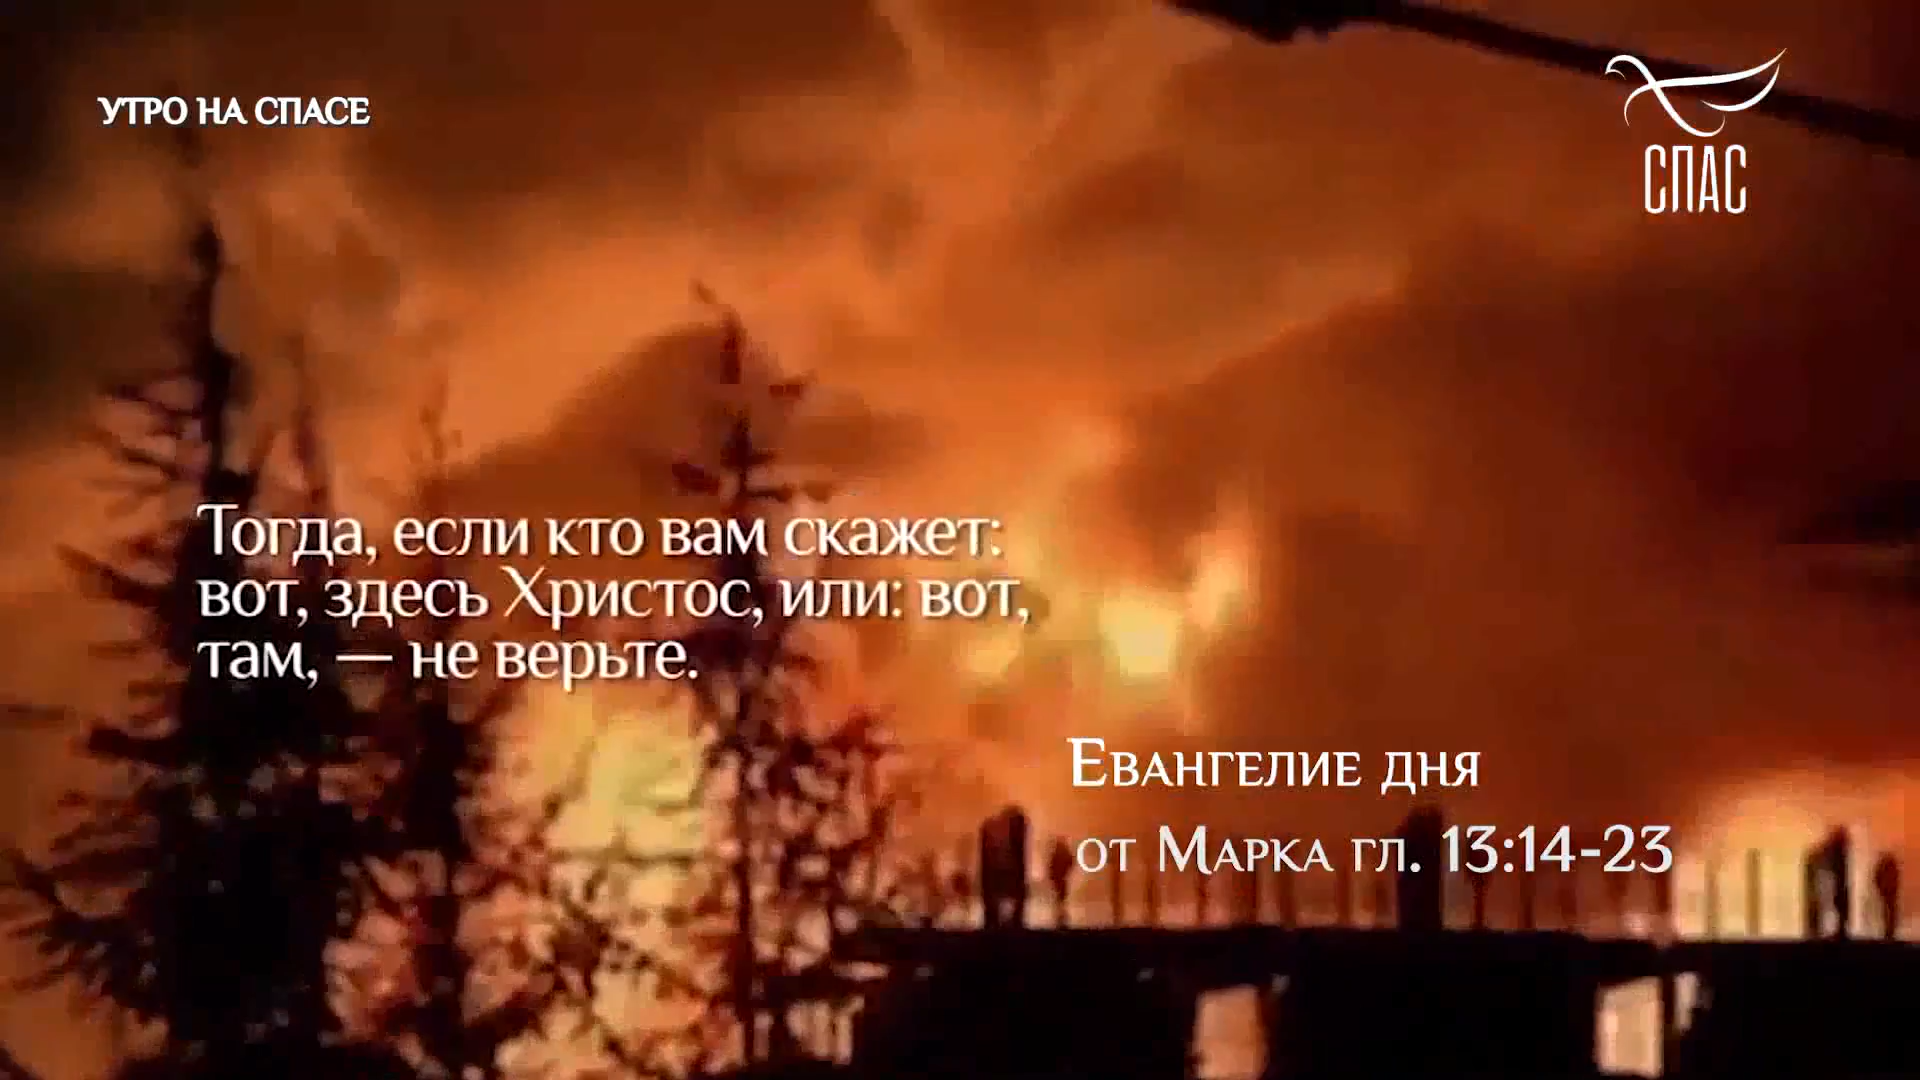 УТРО НА СПАСЕ
СПАС
Тогда, если кто вам скажет:
вот, здесь Христос, или: вот,
там, — не верьте.
Евангелие дня
от Марка гл. 13:14-23